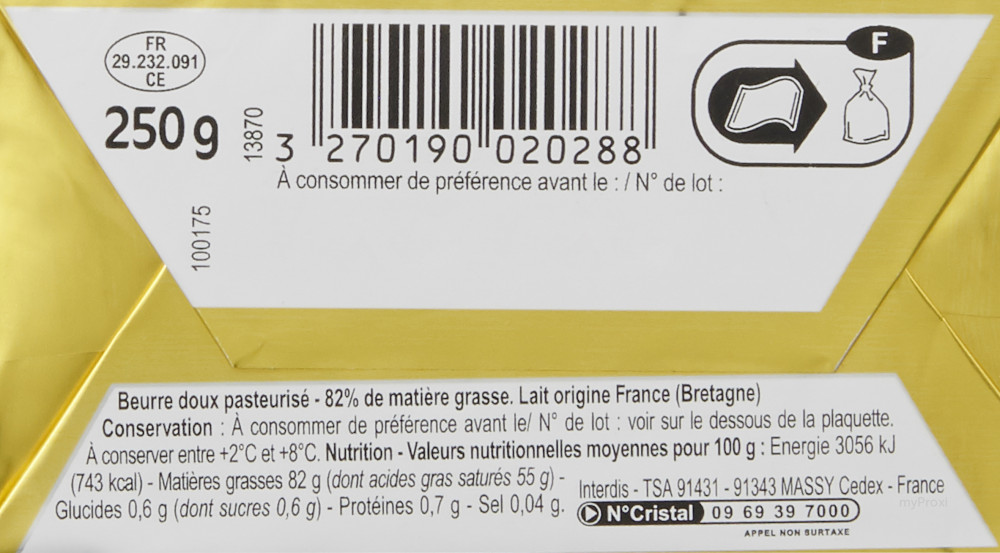 FR
29.232.091
CE
250g
13870
3 270190 020288
F
À consommer de préférence avant le : / N° de lot :
100175
Beurre doux pasteurisé - 82% de matière grasse. Lait origine France (Bretagne)
Conservation : À consommer de préférence avant le/ N° de lot : voir sur le dessous de la plaquette.
À conserver entre +2°C et +8°C. Nutrition - Valeurs nutritionnelles moyennes pour 100 g : Energie 3056 kJ
(743 kcal) - Matières grasses 82 g (dont acides gras saturés 55 g) -
Glucides 0,6 g (dont sucres 0,6 g) - Protéines 0,7 g - Sel 0,04 g.
Interdis - TSA 91431 - 91343 MASSY Cedex - France
N°Cristal 09 69 39 7000
APPEL NON SURTAXE
myProxi